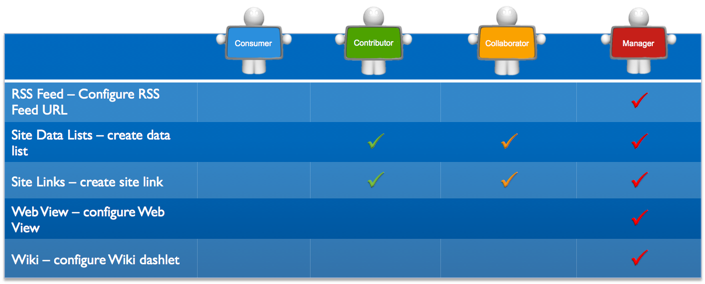 Consumer
Contributor
Collaborator
Manager
RSS Feed – Configure RSS
Feed URL
Site Data Lists – create data
list
Site Links – create site link
Web View – configure Web
View
Wiki – configure Wiki dashlet